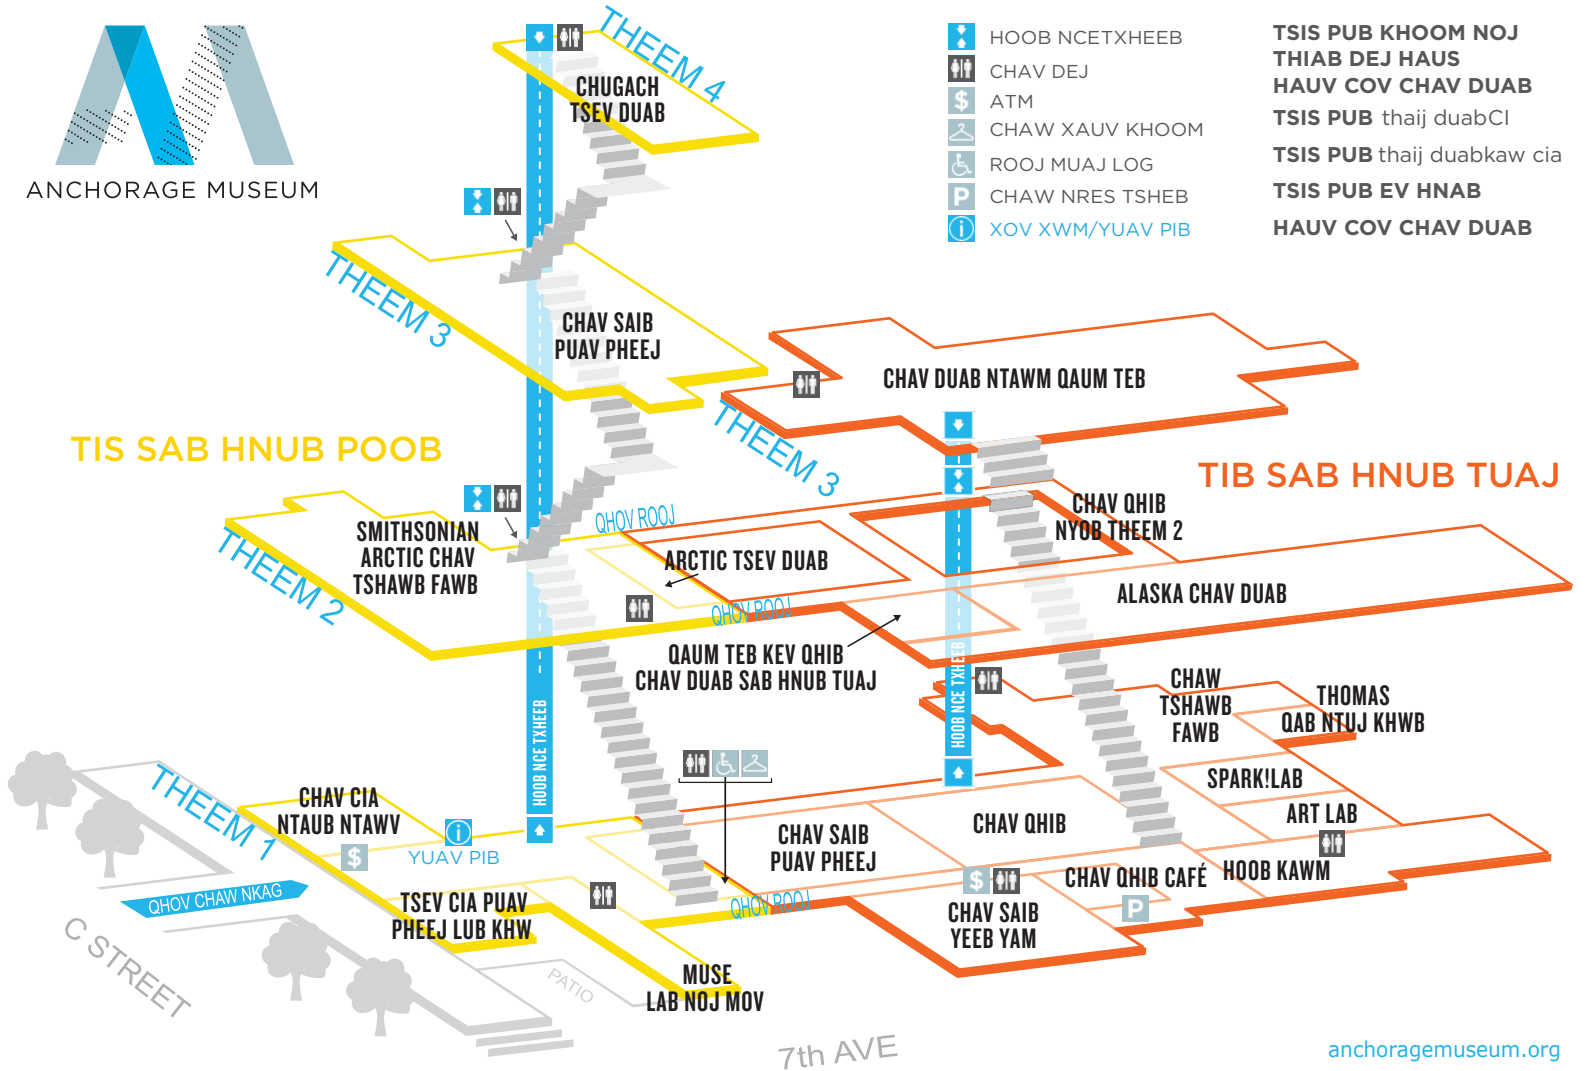 ANCHORAGE MUSEUM
HOOB NCETXHEEB
CHAV DEJ
$ ATM
CHAW XAUV KHOOM
ROOJ MUAJ LOG
P CHAW NRES TSHEB
i XOV XWM/YUAV PIB
TSIS PUB KHOOM NOJ
THIAB DEJ HAUS
HAUV COV CHAV DUAB
TSIS PUB thaij duabCI
TSIS PUB thaij duabkaw cia
TSIS PUB EV HNAB
HAUV COV CHAV DUAB
THEEM 4
CHUGACH
TSEV DUAB
THEEM 3
CHAV SAIB
PUAV PHEEJ
CHAV DUAB NTAWM QAUM TEB
THEEM 3
TIS SAB HNUB POOB
TIB SAB HNUB TUAJ
CHAV QHIB
NYOB THEEM 2
QHOV ROOJ
SMITHSONIAN
ARCTIC CHAV
TSHAWB FAWB
THEEM 2
ARCTIC TSEV DUAB
ALASKA CHAV DUAB
QHOV ROOJ
QAUM TEB KEV QHIB
CHAV DUAB SAB HNUB TUAJ
HOOB NCE TXHEEB
HOOB NCE TXHEEB
CHAW
TSHAWB
FAWB
THOMAS
QAB NTUJ KHWB
SPARK!LAB
ART LAB
THEEM 1
CHAV CIA
NTAUB NTAWV
$
i
YUAV PIB
CHAV SAIB
PUAV PHEEJ
CHAV QHIB
HOOB KAWM
CHAV QHIB CAFÉ
P
$
CHAV SAIB
YEEB YAM
QHOV ROOJ
QHOV CHAW NKAG
TSEV CIA PUAV
PHEEJ LUB KHW
MUSE
LAB NOJ MOV
PATIO
C STREET
7th AVE
anchoragemuseum.org